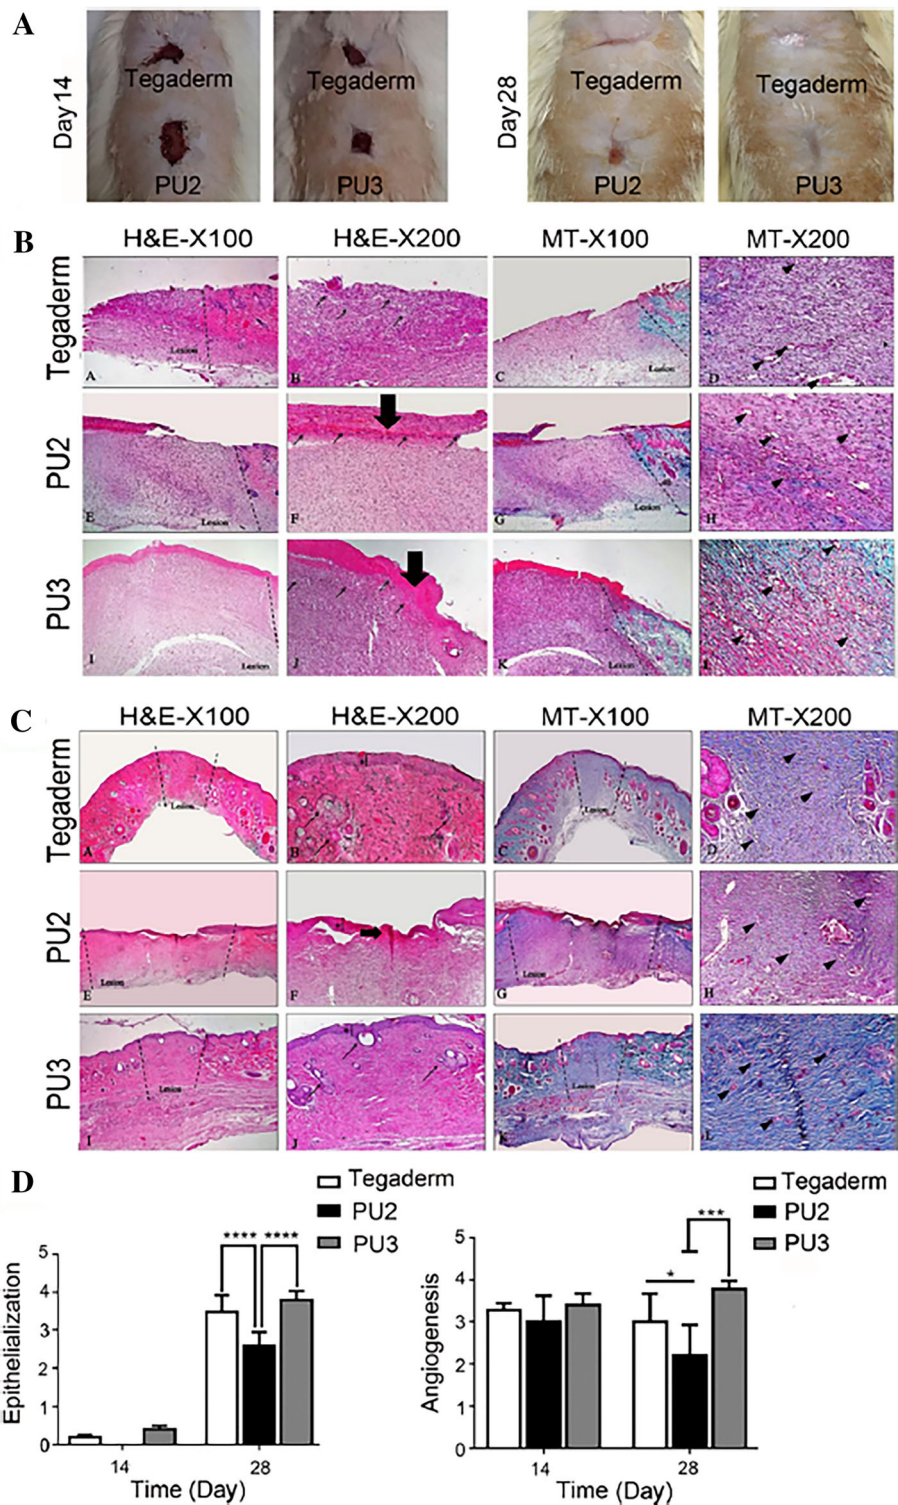 A
Day14
Tegaderm
PU2
Tegaderm
PU3
Day28
Tegaderm
PU2
Tegaderm
PU3
B
H&E-X100 H&E-X200 MT-X100 MT-X200
Tegaderm
Lesion
A
B
Lesion
C
D
PU2
Lesion
E
F
Lesion
G
H
PU3
Lesion
I
J
Lesion
K
C
H&E-X100 H&E-X200 MT-X100 MT-X200
Tegaderm
Lesion
A
B
Lesion
C
D
PU2
Lesion
E
F
Lesion
G
H
PU3
Lesion
I
J
Lesion
K
L
D
Tegaderm
PU2
PU3
**** ****
Epithelialization
5
4
3
2
1
0
14 28
Time (Day)
Tegaderm
PU2
PU3
***
*
Angiogenesis
5
4
3
2
1
0
14 28
Time (Day)